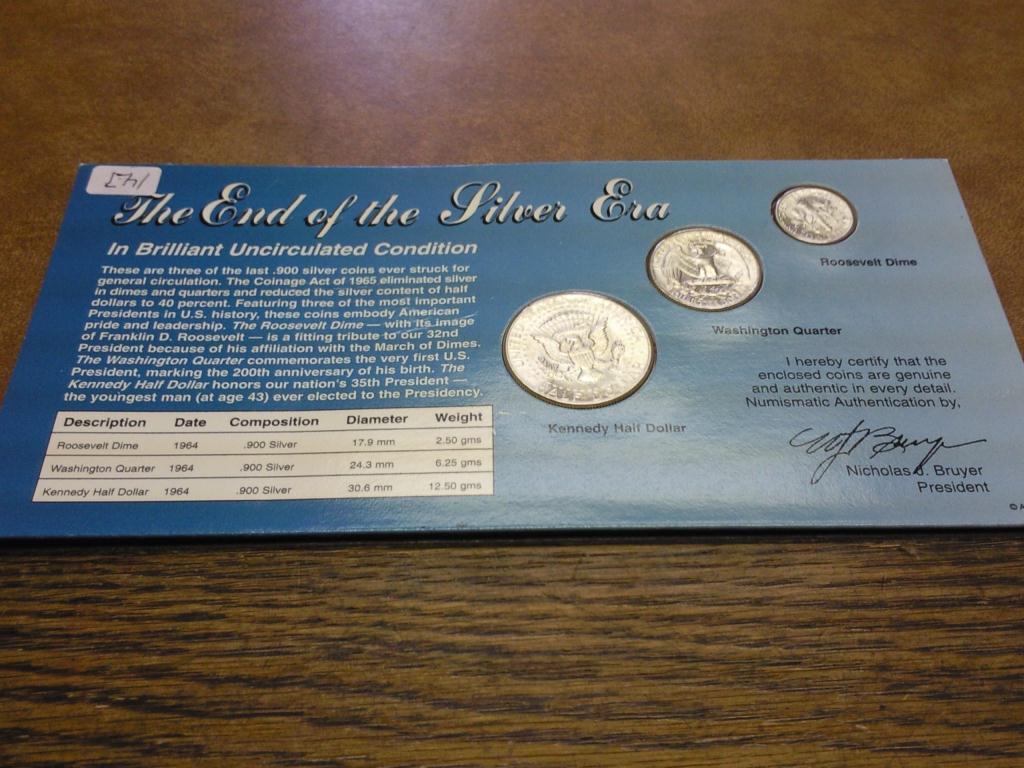 The End of the Silver Era
In Brilliant Uncirculated Condition
These are three of the last .900 silver coins ever struck for
general circulation. The Coinage Act of 1965 eliminated silver
in dimes and quarters and reduced the silver content of half
dollars to 40 percent. Featuring three of the most important
Presidents in U.S. history, these coins embody American
pride and leadership. The Roosevelt Dime — with its image
of Franklin D. Roosevelt — is a fitting tribute to our 32nd
President because of his affiliation with the March of Dimes.
The Washington Quarter commemorates the very first U.S.
President, marking the 200th anniversary of his birth. The
Kennedy Half Dollar honors our nation's 35th President —
the youngest man (at age 43) ever elected to the Presidency.
Description Date Composition Diameter Weight
Roosevelt Dime 1964 .900 Silver 17.9 mm 2.50 gms
Washington Quarter 1964 .900 Silver 24.3 mm 6.25 gms
Kennedy Half Dollar 1964 .900 Silver 30.6 mm 12.50 gms
Roosevelt Dime
Washington Quarter
Kennedy Half Dollar
I hereby certify that the
enclosed coins are genuine
and authentic in every detail.
Numismatic Authentication by,
Nicholas J. Bruyer
President